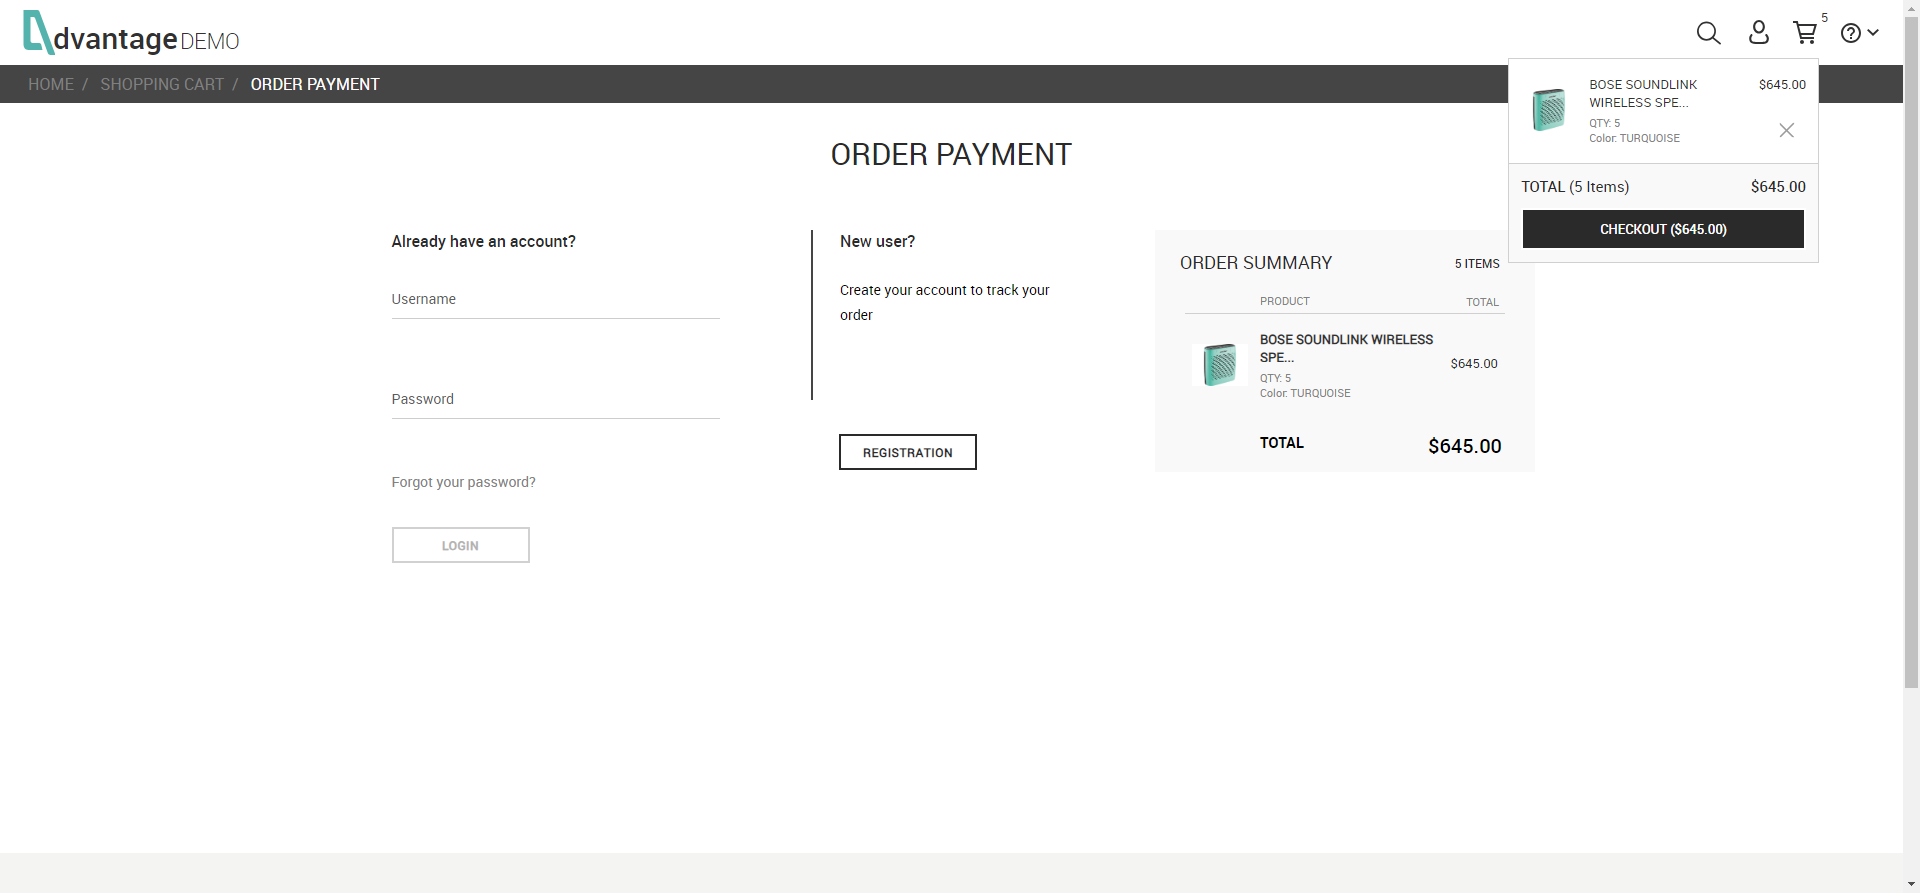 dvantage DEMO
5
HOME / SHOPPING CART / ORDER PAYMENT
BOSE SOUNDLINK
WIRELESS SPE...
$645.00
QTY: 5
Color: TURQUOISE
TOTAL (5 Items) $645.00
CHECKOUT ($645.00)
ORDER PAYMENT
Already have an account?
Username
Password
Forgot your password?
LOGIN
New user?
Create your account to track your
order
REGISTRATION
ORDER SUMMARY 5 ITEMS
PRODUCT TOTAL
BOSE SOUNDLINK WIRELESS
SPE...
$645.00
QTY: 5
Color: TURQUOISE
TOTAL $645.00